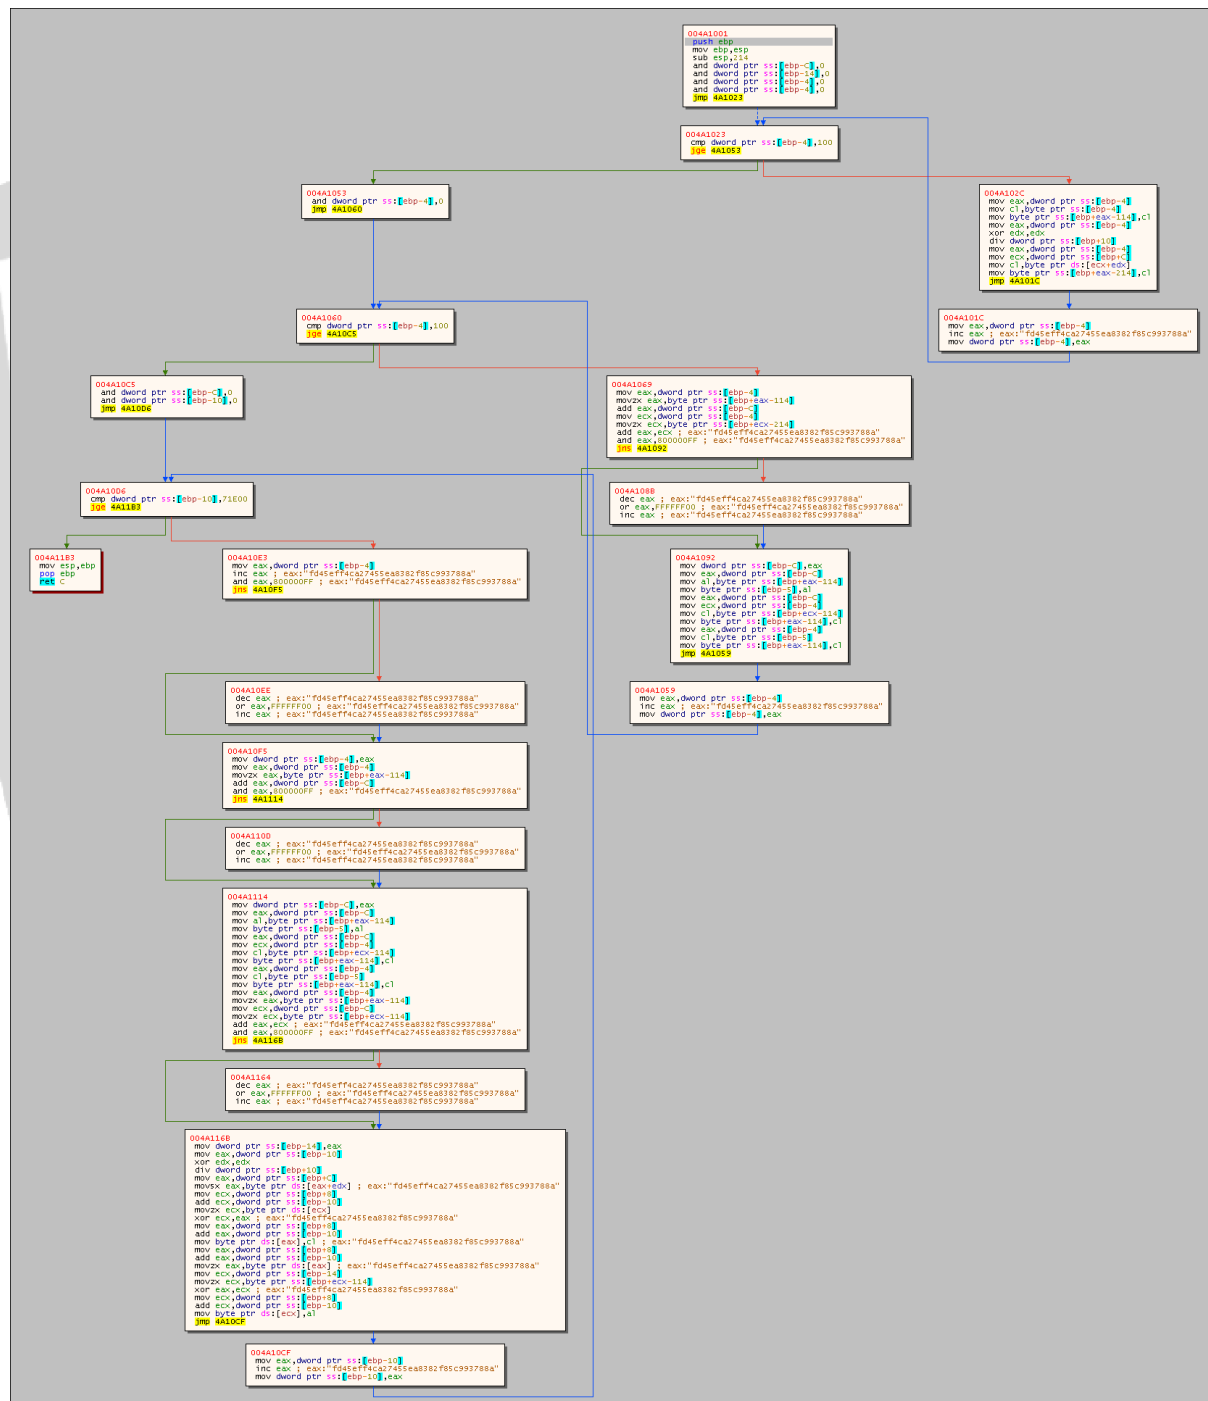 004A1001
push ebp
mov ebp,esp
sub esp,214
and dword ptr ss:[ebp-C],0
and dword ptr ss:[ebp-14],0
and dword ptr ss:[ebp-4],0
and dword ptr ss:[ebp-4],0
jmp 4A1023
004A1023
cmp dword ptr ss:[ebp-4],100
jge 4A1053
004A1053
and dword ptr ss:[ebp-4],0
jmp 4A1060
004A102C
mov eax,dword ptr ss:[ebp-4]
mov cl,byte ptr ss:[ebp-4]
mov byte ptr ss:[ebp+eax-114],cl
mov eax,dword ptr ss:[ebp-4]
xor edx,edx
div dword ptr ss:[ebp+10]
mov eax,dword ptr ss:[ebp-4]
mov ecx,dword ptr ss:[ebp+C]
mov cl,byte ptr ds:[ecx+edx]
mov byte ptr ss:[ebp+eax-214],cl
jmp 4A101C
004A101C
mov eax,dword ptr ss:[ebp-4]
inc eax ; eax:"fd45eff4ca27455ea8382f85c993788a"
mov dword ptr ss:[ebp-4],eax
004A1060
cmp dword ptr ss:[ebp-4],100
jge 4A10C5
004A10C5
and dword ptr ss:[ebp-C],0
and dword ptr ss:[ebp-10],0
jmp 4A10D6
004A1069
mov eax,dword ptr ss:[ebp-4]
movzx eax,byte ptr ss:[ebp+eax-114]
add eax,dword ptr ss:[ebp-C]
mov ecx,dword ptr ss:[ebp-4]
movzx ecx,byte ptr ss:[ebp+ecx-214]
add eax,ecx ; eax:"fd45eff4ca27455ea8382f85c993788a"
and eax,800000FF ; eax:"fd45eff4ca27455ea8382f85c993788a"
jns 4A1092
004A108B
dec eax ; eax:"fd45eff4ca27455ea8382f85c993788a"
or eax,FFFFFF00 ; eax:"fd45eff4ca27455ea8382f85c993788a"
inc eax ; eax:"fd45eff4ca27455ea8382f85c993788a"
004A1092
mov dword ptr ss:[ebp-C],eax
mov eax,dword ptr ss:[ebp-C]
mov al,byte ptr ss:[ebp+eax-114]
mov byte ptr ss:[ebp-5],al
mov eax,dword ptr ss:[ebp-C]
mov ecx,dword ptr ss:[ebp-4]
mov cl,byte ptr ss:[ebp+ecx-114]
mov byte ptr ss:[ebp+eax-114],cl
mov eax,dword ptr ss:[ebp-4]
mov cl,byte ptr ss:[ebp-5]
mov byte ptr ss:[ebp+eax-114],cl
jmp 4A1059
004A1059
mov eax,dword ptr ss:[ebp-4]
inc eax ; eax:"fd45eff4ca27455ea8382f85c993788a"
mov dword ptr ss:[ebp-4],eax
004A10D6
cmp dword ptr ss:[ebp-10],71E00
jge 4A11B3
004A11B3
mov esp,ebp
pop ebp
ret C
004A10E3
mov eax,dword ptr ss:[ebp-4]
inc eax ; eax:"fd45eff4ca27455ea8382f85c993788a"
and eax,800000FF ; eax:"fd45eff4ca27455ea8382f85c993788a"
jns 4A10F5
004A10EE
dec eax ; eax:"fd45eff4ca27455ea8382f85c993788a"
or eax,FFFFFF00 ; eax:"fd45eff4ca27455ea8382f85c993788a"
inc eax ; eax:"fd45eff4ca27455ea8382f85c993788a"
004A10F5
mov dword ptr ss:[ebp-4],eax
mov eax,dword ptr ss:[ebp-4]
movzx eax,byte ptr ss:[ebp+eax-114]
add eax,dword ptr ss:[ebp-C]
and eax,800000FF ; eax:"fd45eff4ca27455ea8382f85c993788a"
jns 4A1114
004A110D
dec eax ; eax:"fd45eff4ca27455ea8382f85c993788a"
or eax,FFFFFF00 ; eax:"fd45eff4ca27455ea8382f85c993788a"
inc eax ; eax:"fd45eff4ca27455ea8382f85c993788a"
004A1114
mov dword ptr ss:[ebp-C],eax
mov eax,dword ptr ss:[ebp-C]
mov al,byte ptr ss:[ebp+eax-114]
mov byte ptr ss:[ebp-5],al
mov eax,dword ptr ss:[ebp-C]
mov ecx,dword ptr ss:[ebp-4]
mov cl,byte ptr ss:[ebp+ecx-114]
mov byte ptr ss:[ebp+eax-114],cl
mov eax,dword ptr ss:[ebp-4]
mov cl,byte ptr ss:[ebp-5]
mov byte ptr ss:[ebp+eax-114],cl
mov eax,dword ptr ss:[ebp-4]
movzx eax,byte ptr ss:[ebp+eax-114]
mov ecx,dword ptr ss:[ebp-C]
movzx ecx,byte ptr ss:[ebp+ecx-114]
add eax,ecx ; eax:"fd45eff4ca27455ea8382f85c993788a"
and eax,800000FF ; eax:"fd45eff4ca27455ea8382f85c993788a"
jns 4A116B
004A1164
dec eax ; eax:"fd45eff4ca27455ea8382f85c993788a"
or eax,FFFFFF00 ; eax:"fd45eff4ca27455ea8382f85c993788a"
inc eax ; eax:"fd45eff4ca27455ea8382f85c993788a"
004A116B
mov dword ptr ss:[ebp-14],eax
mov eax,dword ptr ss:[ebp-10]
xor edx,edx
div dword ptr ss:[ebp+10]
mov eax,dword ptr ss:[ebp+C]
movsx eax,byte ptr ds:[eax+edx] ; eax:"fd45eff4ca27455ea8382f85c993788a"
mov ecx,dword ptr ss:[ebp+8]
add ecx,dword ptr ss:[ebp-10]
movzx ecx,byte ptr ds:[ecx]
xor ecx,eax ; eax:"fd45eff4ca27455ea8382f85c993788a"
mov eax,dword ptr ss:[ebp+8]
add eax,dword ptr ss:[ebp-10]
mov byte ptr ds:[eax],cl ; eax:"fd45eff4ca27455ea8382f85c993788a"
mov eax,dword ptr ss:[ebp+8]
add eax,dword ptr ss:[ebp-10]
movzx eax,byte ptr ds:[eax] ; eax:"fd45eff4ca27455ea8382f85c993788a"
mov ecx,dword ptr ss:[ebp-14]
movzx ecx,byte ptr ss:[ebp+ecx-114]
xor eax,ecx ; eax:"fd45eff4ca27455ea8382f85c993788a"
mov ecx,dword ptr ss:[ebp+8]
add ecx,dword ptr ss:[ebp-10]
mov byte ptr ds:[ecx],al
jmp 4A10CF
004A10CF
mov eax,dword ptr ss:[ebp-10]
inc eax ; eax:"fd45eff4ca27455ea8382f85c993788a"
mov dword ptr ss:[ebp-10],eax